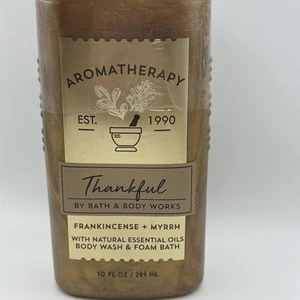 AROMATHERAPY
EST. 1990
Thankful
BY BATH & BODY WORKS
FRANKINCENSE + MYRRH
WITH NATURAL ESSENTIAL OILS
BODY WASH & FOAM BATH
10 FL OZ / 295 mL